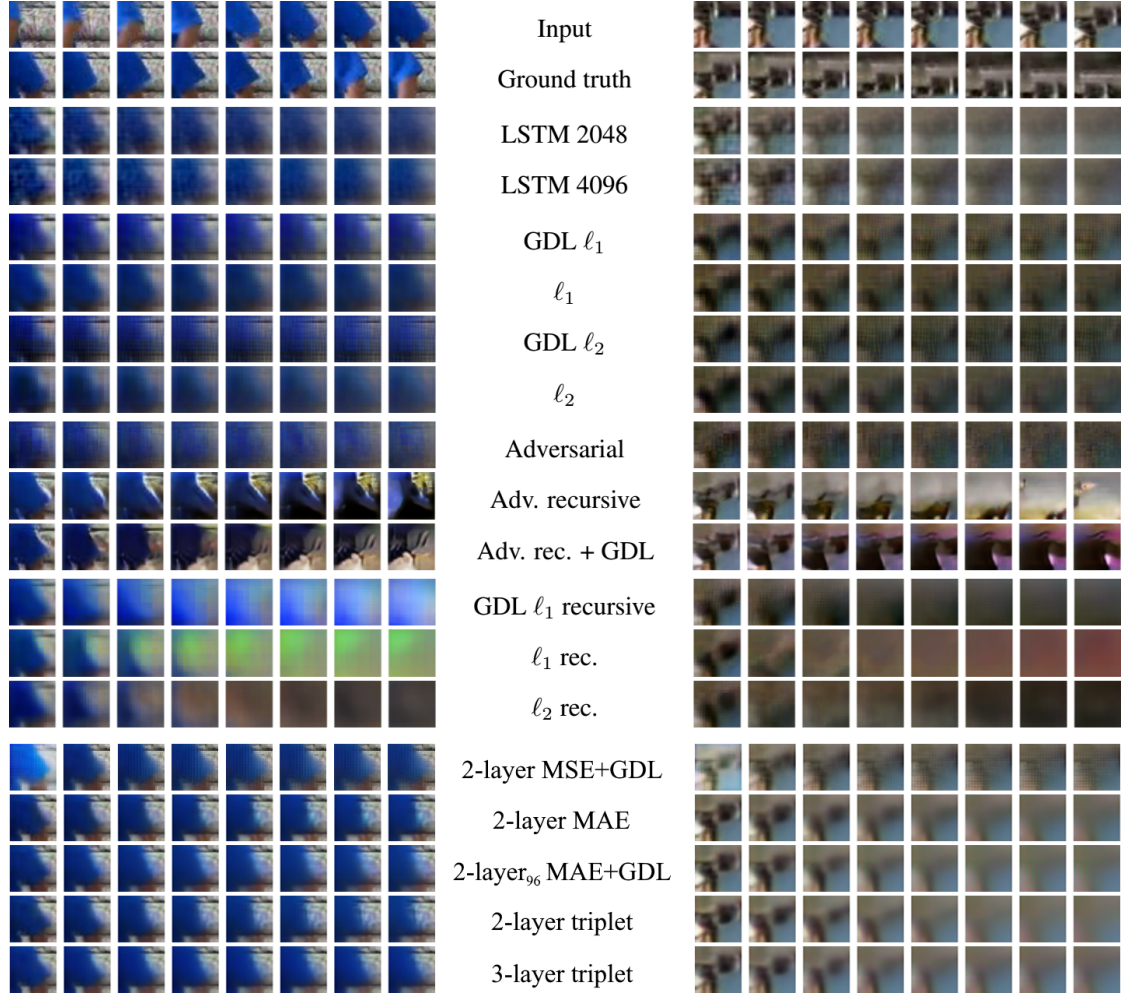 Input
Ground truth
LSTM 2048
LSTM 4096
GDL ℓ₁
ℓ₁
GDL ℓ₂
ℓ₂
Adversarial
Adv. recursive
Adv. rec. + GDL
GDL ℓ₁ recursive
ℓ₁ rec.
ℓ₂ rec.
2-layer MSE+GDL
2-layer MAE
2-layer₉₆ MAE+GDL
2-layer triplet
3-layer triplet